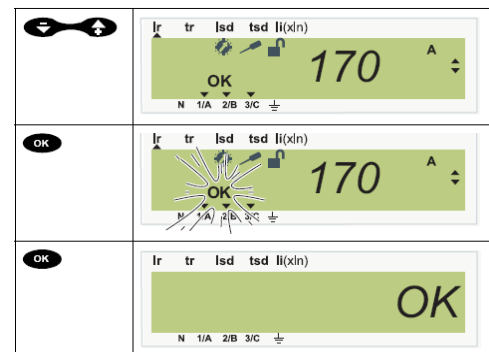 Ir tr Isd tsd Ii(xIn)
OK 170 A
N 1/A 2/B 3/C
OK
Ir tr Isd tsd Ii(xIn)
OK 170 A
N 1/A 2/B 3/C
OK
Ir tr Isd tsd Ii(xIn)
OK
N 1/A 2/B 3/C